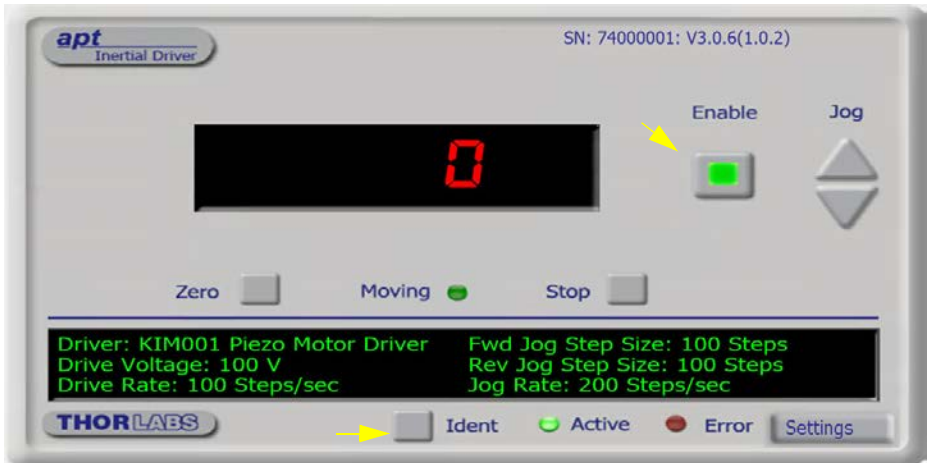 apt
Inertial Driver
SN: 74000001: V3.0.6(1.0.2)
Enable
Jog
0
Zero
Moving
Stop
Driver: KIM001 Piezo Motor Driver
Drive Voltage: 100 V
Drive Rate: 100 Steps/sec
Fwd Jog Step Size: 100 Steps
Rev Jog Step Size: 100 Steps
Jog Rate: 200 Steps/sec
THORLABS
Ident
Active
Error
Settings